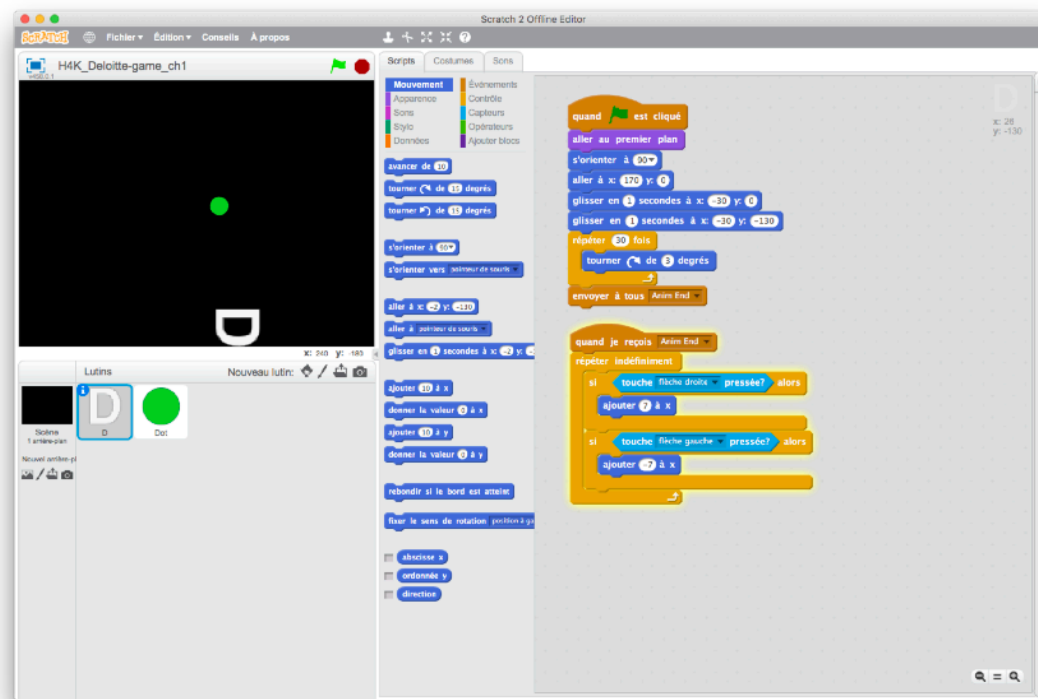 Scratch 2 Offline Editor
SCRATCH Fichier Édition Conseils À propos
H4K_Deloitte-game_ch1
X: 240 y: -180
Lutins Nouveau lutin:
Scène
1 arrière-plan
Nouvel arrière-pl
D
Dot
Scripts Costumes Sons
Mouvement Événements
Apparence Contrôle
Sons Capteurs
Stylo Opérateurs
Données Ajouter blocs
avancer de 10
tourner de 15 degrés
tourner de 15 degrés
s'orienter à 90
s'orienter vers pointeur de souris
aller à x: -2 y: -130
aller à pointeur de souris
glisser en 1 secondes à x: -2 y:
ajouter 10 à x
donner la valeur 0 à x
ajouter 10 à y
donner la valeur 0 à y
rebondir si le bord est atteint
fixer le sens de rotation position à ga
abscisse x
ordonnée y
direction
quand est cliqué
aller au premier plan
s'orienter à 90
aller à x: 170 y: 0
glisser en 1 secondes à x: -30 y: 0
glisser en 1 secondes à x: -30 y: -130
répéter 30 fois
tourner de 3 degrés
envoyer à tous Anim End
quand je reçois Anim End
répéter indéfiniment
si touche flèche droite pressée? alors
ajouter 7 à x
si touche flèche gauche pressée? alors
ajouter -7 à x
D
x: 26
y: -130